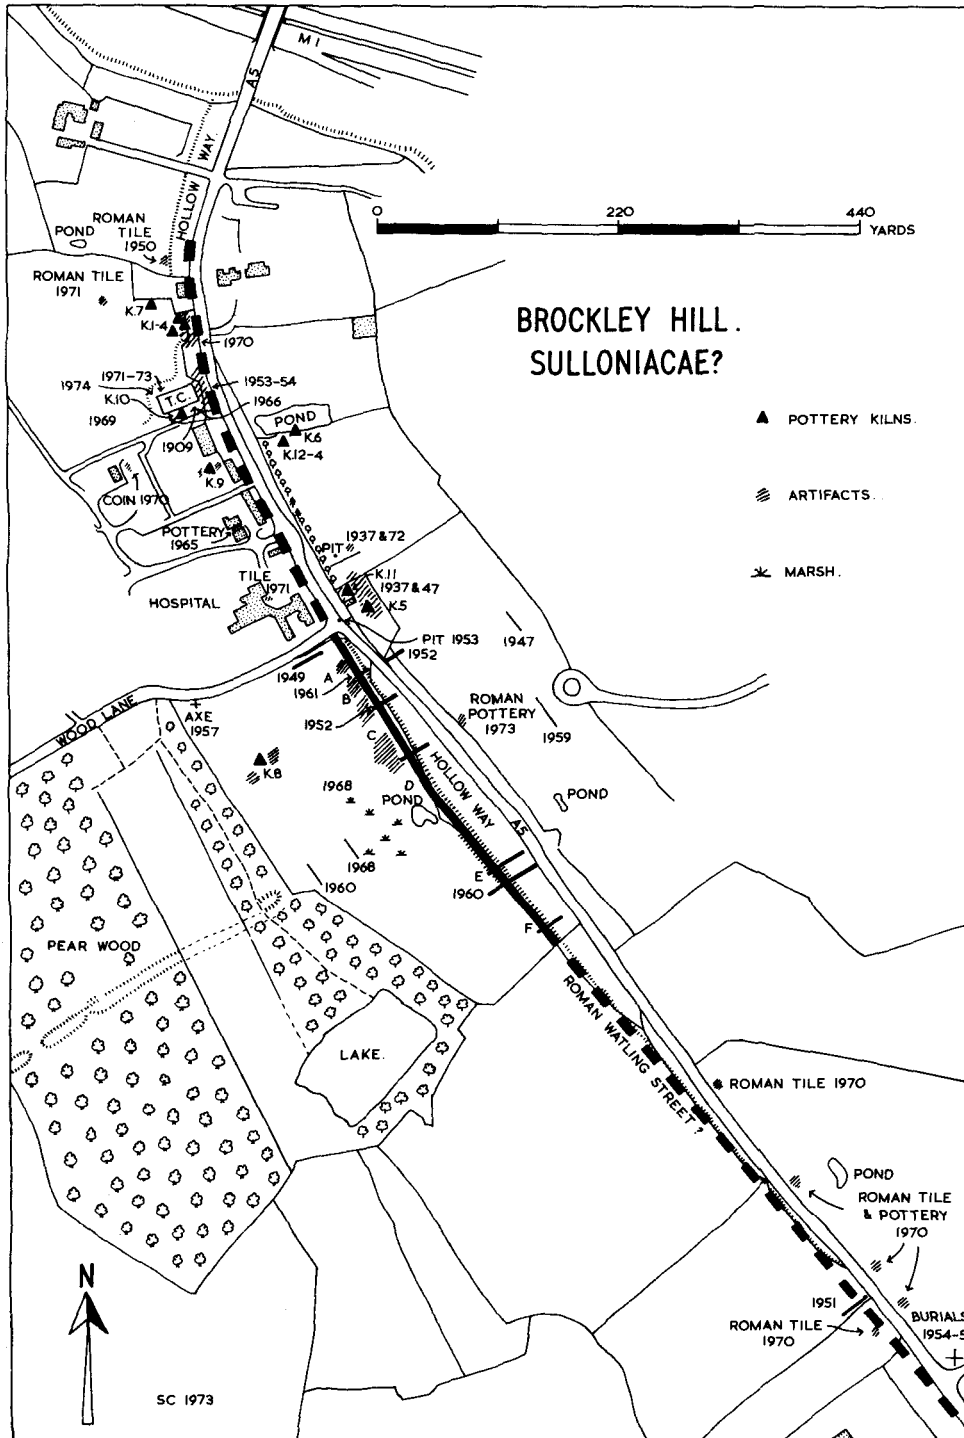 M1
A5
HOLLOW WAY
ROMAN
TILE
1950
POND
ROMAN TILE
1971
0 220 440
YARDS
BROCKLEY HILL.
SULLONIACAE?
K.7
K.1-4
1970
1971-73
1974
K.10
T.C.
1969
1953-54
1966
1909
POND
K.6
K.12-4
POTTERY KILNS.
ARTIFACTS.
MARSH.
K.9
COIN 1970
POTTERY
1965
PIT
1937 & 72
TILE
1971
HOSPITAL
K.11
1937 & 47
K.5
PIT 1953
1952
1947
1949
A
1961
B
1952
C
ROMAN
POTTERY
1973
1959
WOOD LANE
AXE
1957
K.8
HOLLOW WAY
A5
1968
D
POND
POND
1968
1960
E
1960
F
PEAR WOOD
LAKE.
ROMAN WATLING STREET?
ROMAN TILE 1970
POND
ROMAN TILE
& POTTERY
1970
1951
ROMAN TILE
1970
BURIALS
1954-5
N
SC 1973